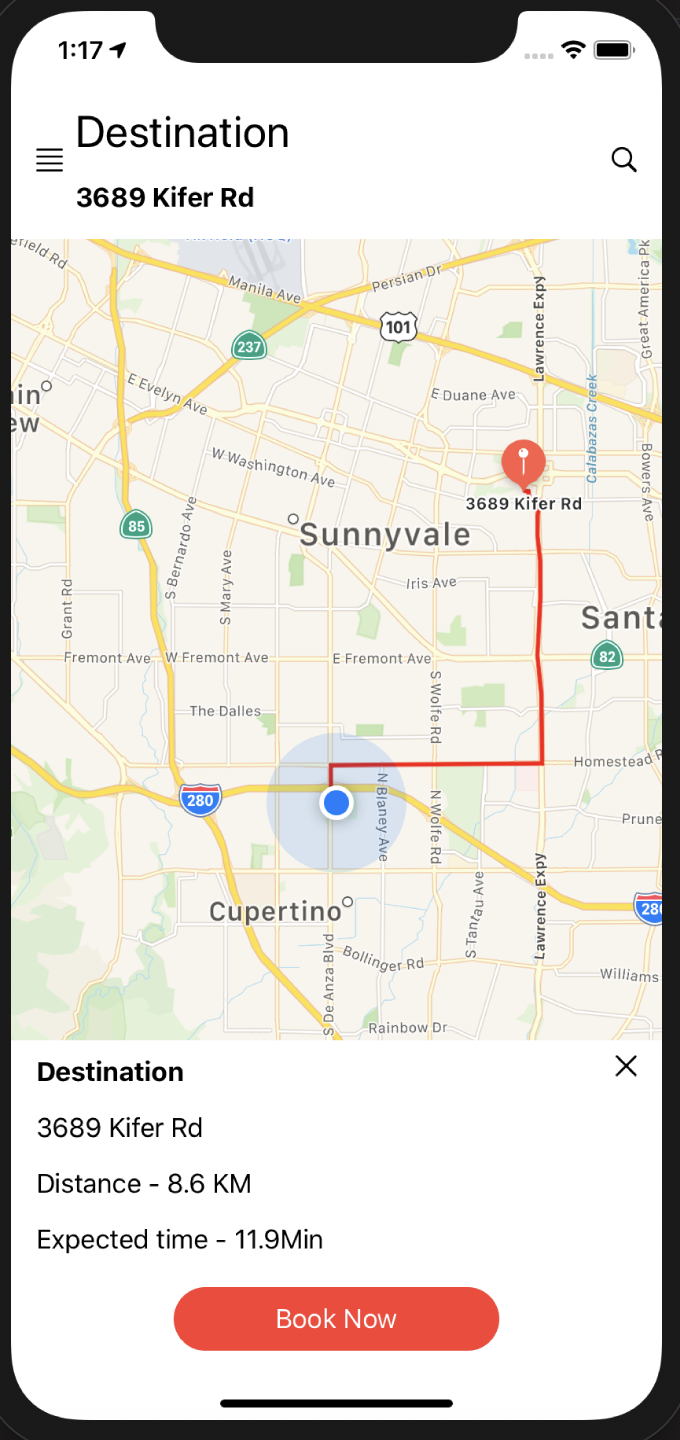 1:17
Destination
3689 Kifer Rd
efield Rd
Manila Ave
Persian Dr
Lawrence Expy
Great America Pk
101
237
E Evelyn Ave
E Duane Ave
Calabazas Creek
ain
ew
W Washington Ave
Bowers Ave
3689 Kifer Rd
85
S Bernardo Ave
Sunnyvale
S Mary Ave
Iris Ave
Grant Rd
Santa
82
Fremont Ave
W Fremont Ave
E Fremont Ave
S Wolfe Rd
The Dalles
Homestead R
280
N Blaney Ave
N Wolfe Rd
Prune
Lawrence Expy
S Tantau Ave
280
Cupertino
S De Anza Blvd
Bollinger Rd
Williams
Rainbow Dr
Destination
3689 Kifer Rd
Distance - 8.6 KM
Expected time - 11.9Min
Book Now